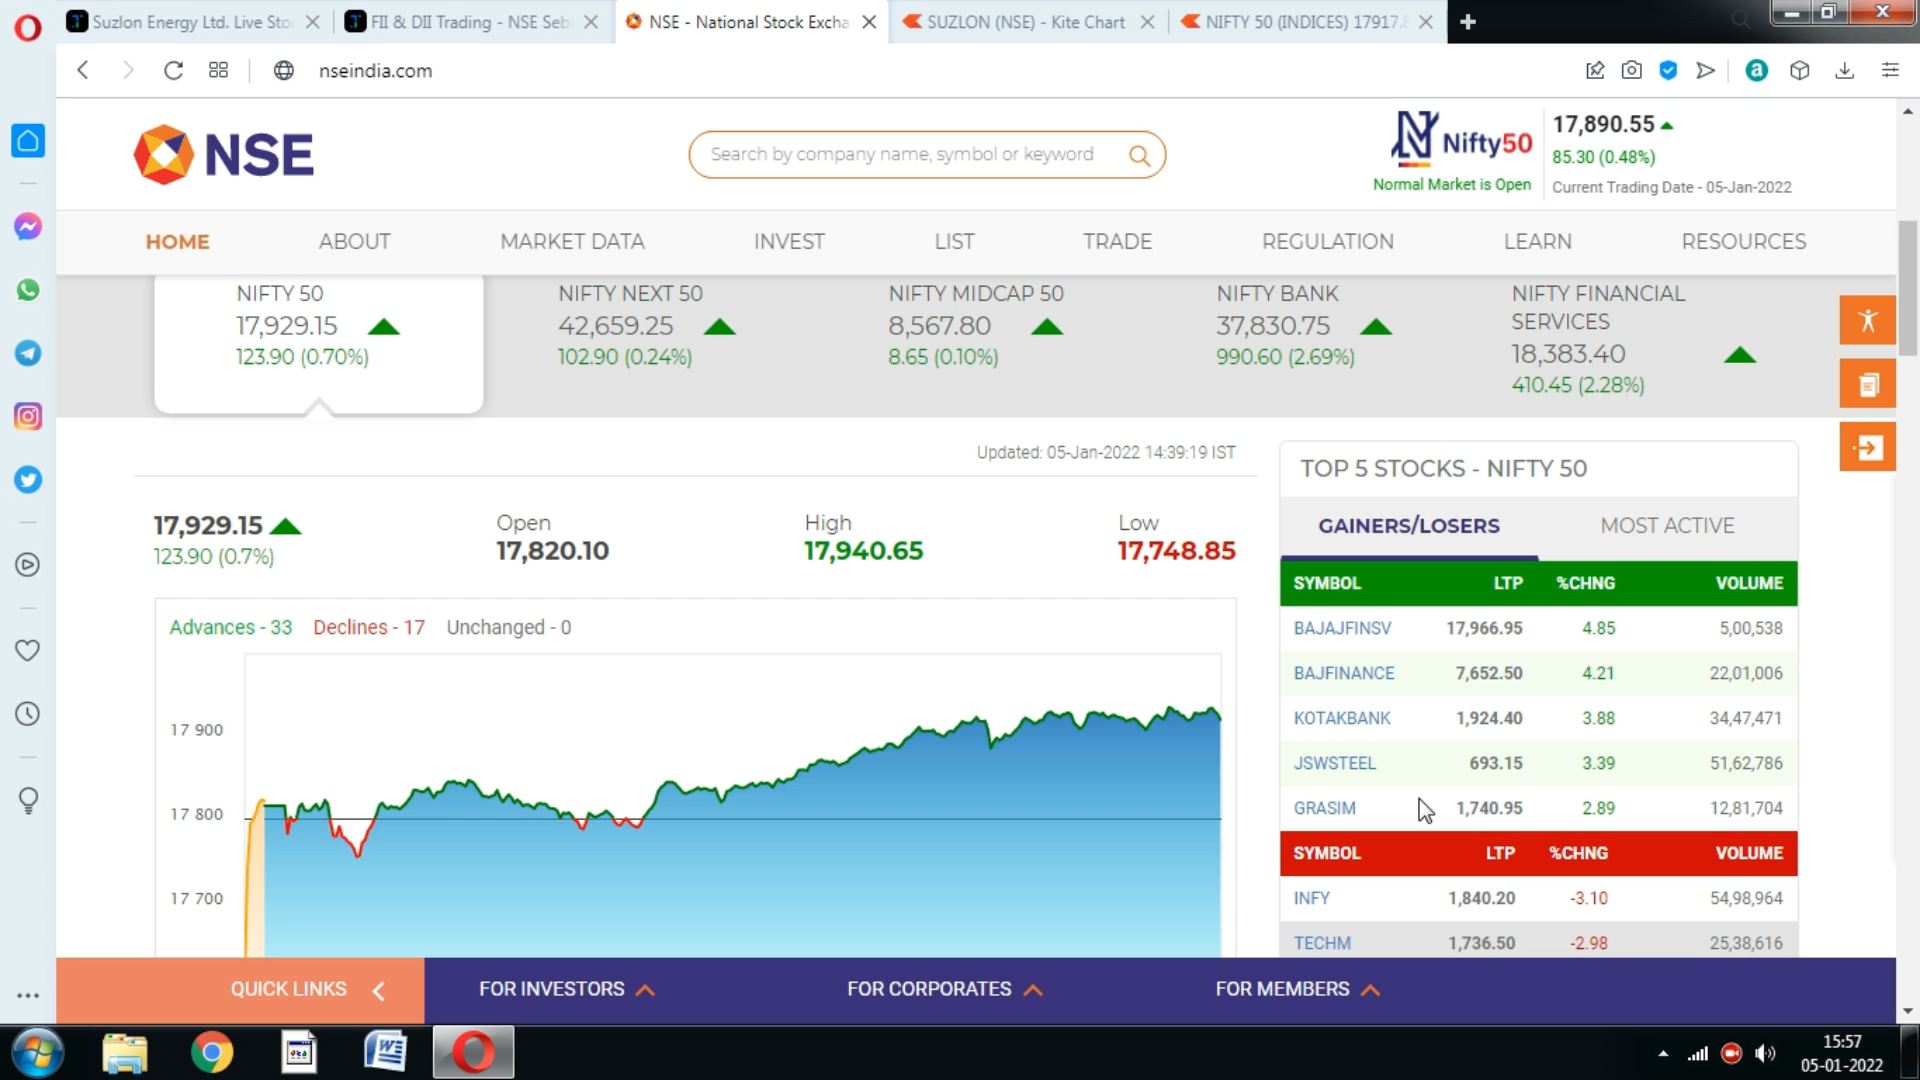 Suzlon Energy Ltd. Live Sto
FII & DII Trading - NSE Seb
NSE - National Stock Excha
SUZLON (NSE) - Kite Chart
NIFTY 50 (INDICES) 17917.
nseindia.com
NSE
Search by company name, symbol or keyword
Nifty50
Normal Market is Open
17,890.55
85.30 (0.48%)
Current Trading Date - 05-Jan-2022
HOME
ABOUT
MARKET DATA
INVEST
LIST
TRADE
REGULATION
LEARN
RESOURCES
NIFTY 50
17,929.15
123.90 (0.70%)
NIFTY NEXT 50
42,659.25
102.90 (0.24%)
NIFTY MIDCAP 50
8,567.80
8.65 (0.10%)
NIFTY BANK
37,830.75
990.60 (2.69%)
NIFTY FINANCIAL
SERVICES
18,383.40
410.45 (2.28%)
Updated: 05-Jan-2022 14:39:19 IST
17,929.15
123.90 (0.7%)
Open
17,820.10
High
17,940.65
Low
17,748.85
Advances - 33 Declines - 17 Unchanged - 0
17 900
17 800
17 700
TOP 5 STOCKS - NIFTY 50
GAINERS/LOSERS MOST ACTIVE
SYMBOL LTP %CHNG VOLUME
BAJAJFINSV 17,966.95 4.85 5,00,538
BAJFINANCE 7,652.50 4.21 22,01,006
KOTAKBANK 1,924.40 3.88 34,47,471
JSWSTEEL 693.15 3.39 51,62,786
GRASIM 1,740.95 2.89 12,81,704
SYMBOL LTP %CHNG VOLUME
INFY 1,840.20 -3.10 54,98,964
TECHM 1,736.50 -2.98 25,38,616
QUICK LINKS
FOR INVESTORS
FOR CORPORATES
FOR MEMBERS
15:57
05-01-2022